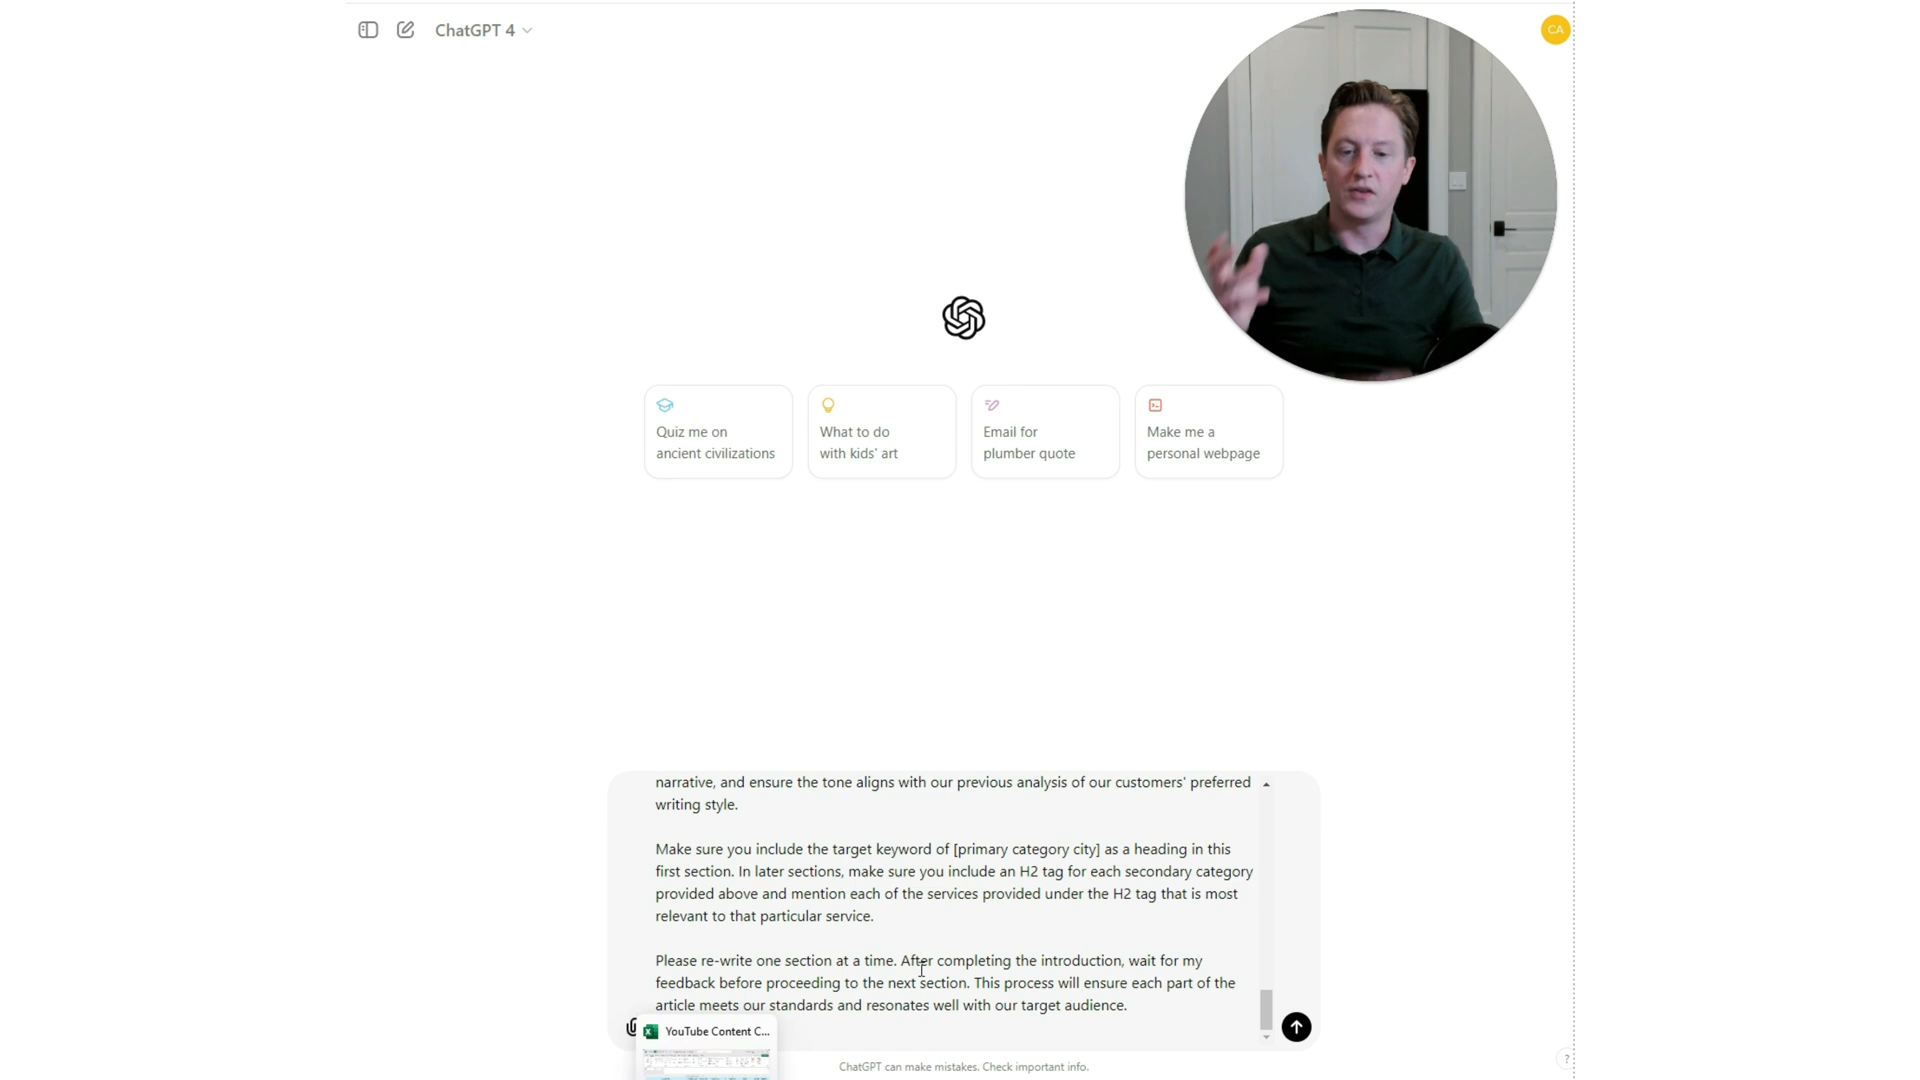 ChatGPT 4
CA
Quiz me on
ancient civilizations
What to do
with kids' art
Email for
plumber quote
Make me a
personal webpage
narrative, and ensure the tone aligns with our previous analysis of our customers' preferred
writing style.
Make sure you include the target keyword of [primary category city] as a heading in this
first section. In later sections, make sure you include an H2 tag for each secondary category
provided above and mention each of the services provided under the H2 tag that is most
relevant to that particular service.
Please re-write one section at a time. After completing the introduction, wait for my
feedback before proceeding to the next section. This process will ensure each part of the
article meets our standards and resonates well with our target audience.
YouTube Content C...
ChatGPT can make mistakes. Check important info.
?